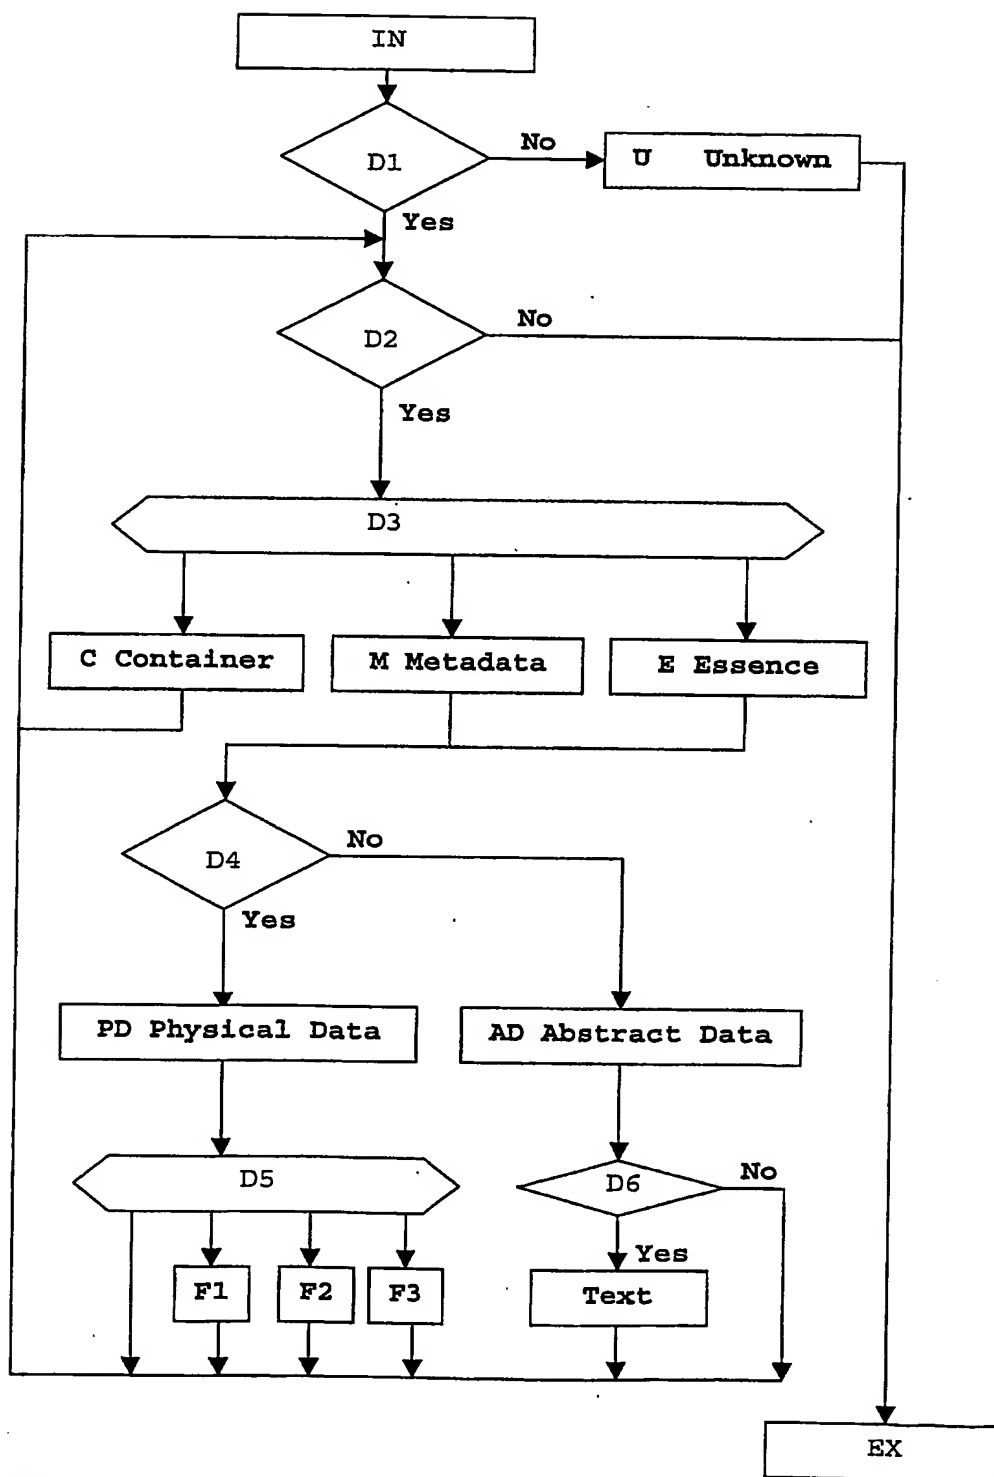 IN
D1
No
U Unknown
Yes
D2
No
Yes
D3
C Container
M Metadata
E Essence
D4
No
Yes
PD Physical Data
AD Abstract Data
D5
D6
No
Yes
F1
F2
F3
Text
EX